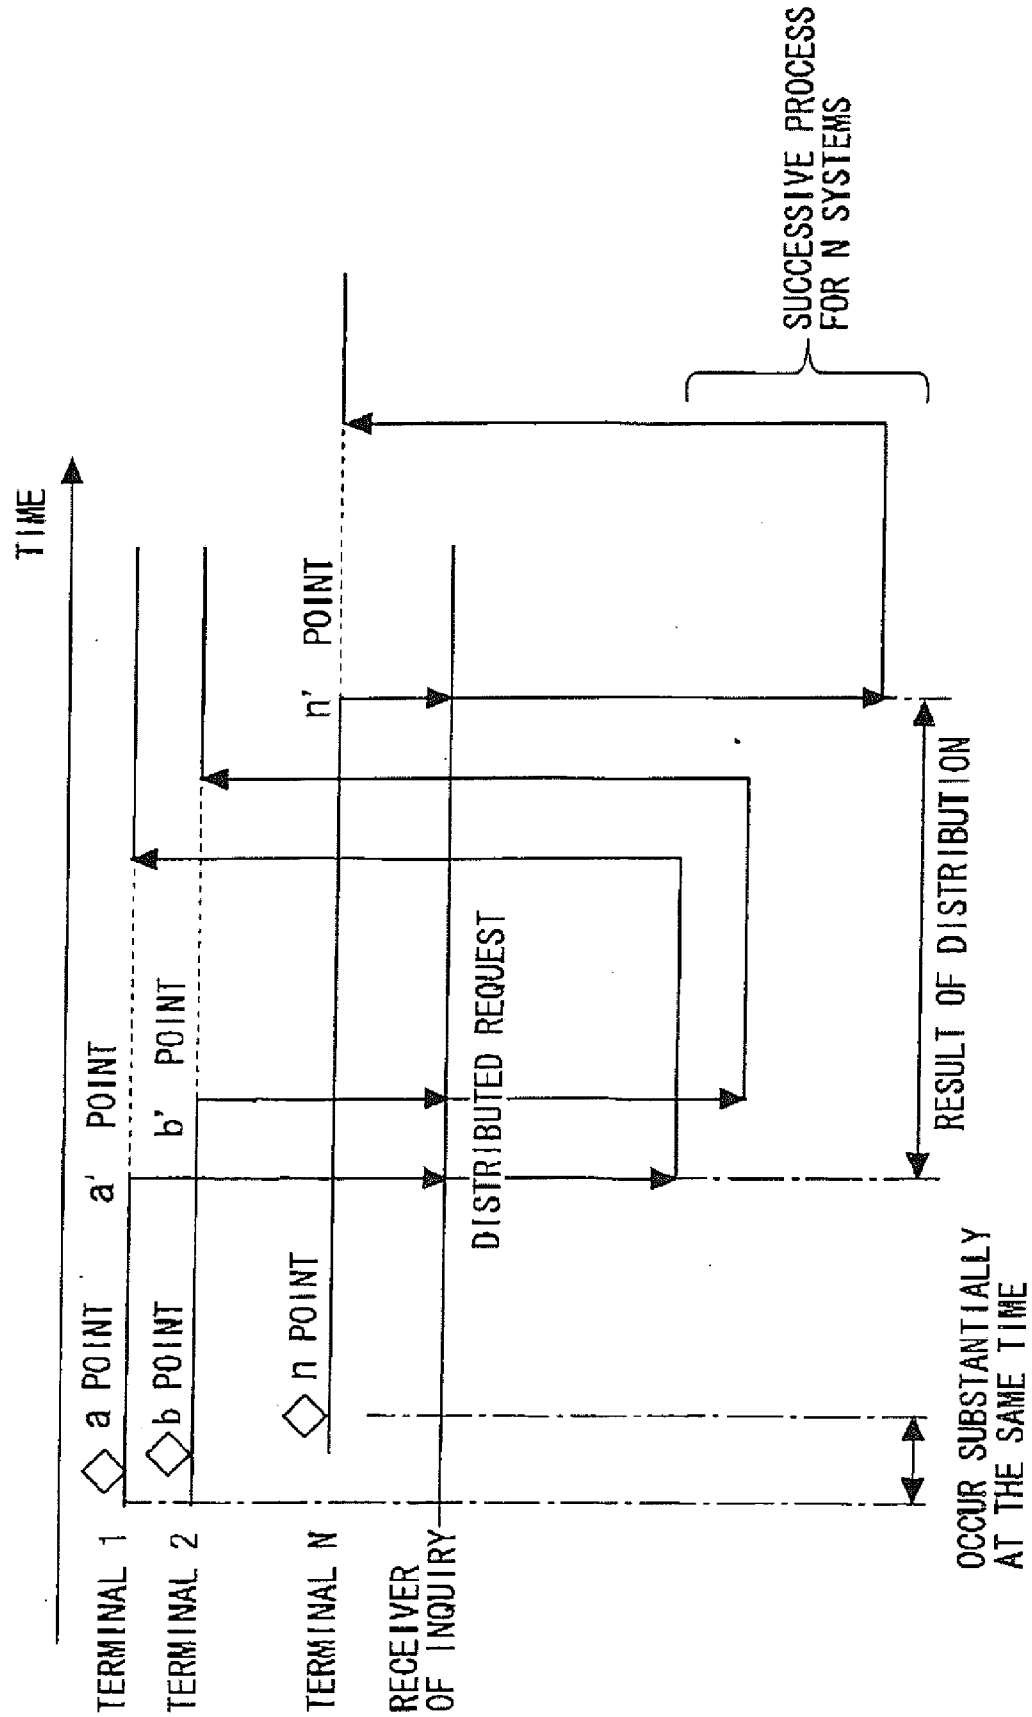 TIME
TERMINAL 1
a POINT
a' POINT
TERMINAL 2
b POINT
b' POINT
TERMINAL N
n POINT
n' POINT
RECEIVER
OF INQUIRY
DISTRIBUTED REQUEST
SUCCESSIVE PROCESS
FOR N SYSTEMS
RESULT OF DISTRIBUTION
OCCUR SUBSTANTIALLY
AT THE SAME TIME